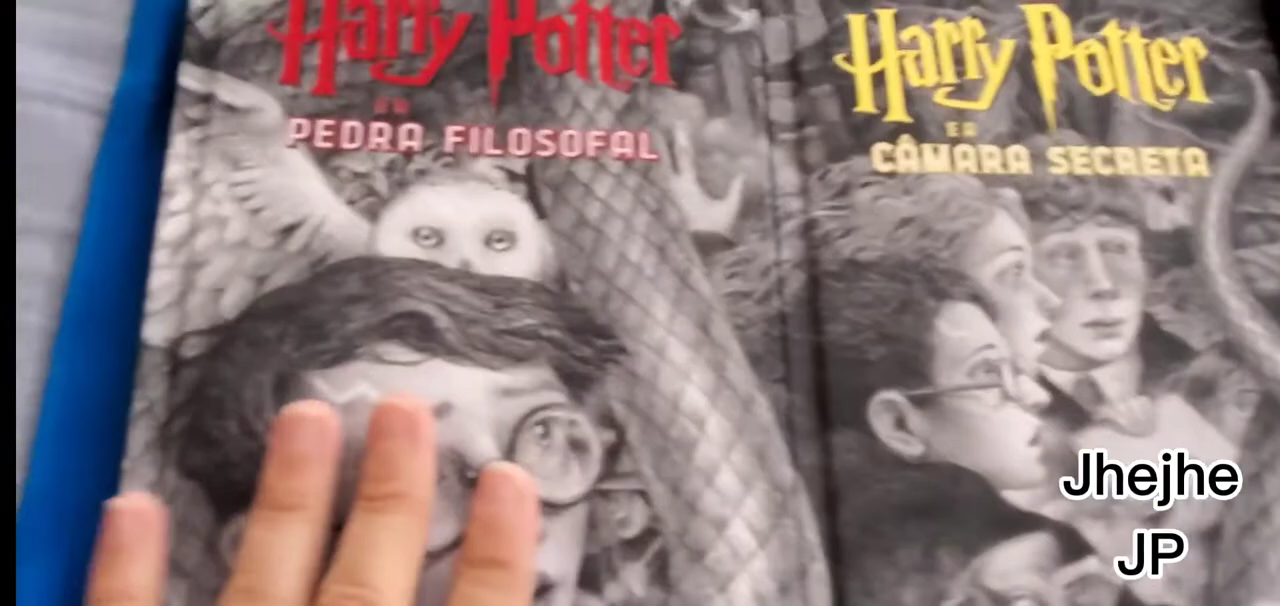 Harry Potter
E A
PEDRA FILOSOFAL
Harry Potter
E A
CÂMARA SECRETA
Jhejhe
JP